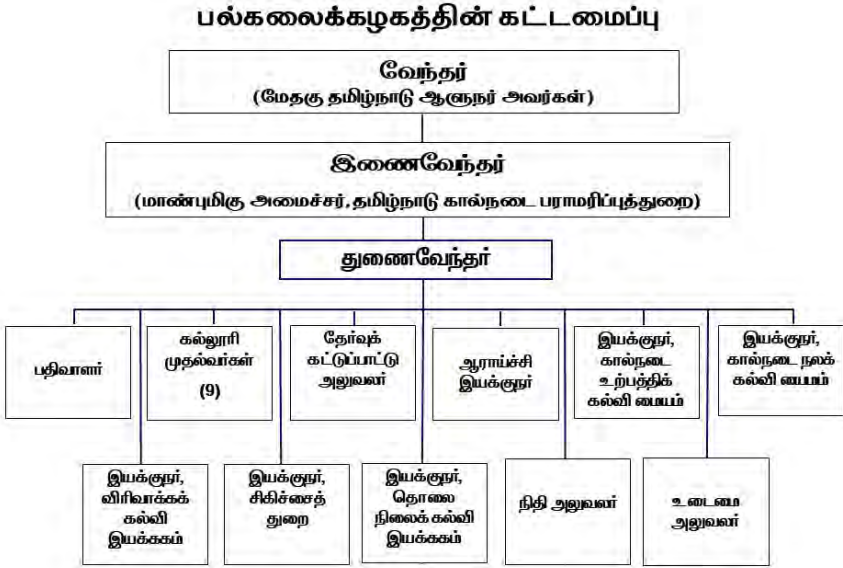 பல்கலைக்கழகத்தின் கட்டமைப்பு
வேந்தர்
(மேதகு தமிழ்நாடு ஆளுநர் அவர்கள்)
இணைவேந்தர்
(மாண்புமிகு அமைச்சர், தமிழ்நாடு கால்நடை பராமரிப்புத்துறை)
துணைவேந்தர்
பதிவாளர்
கல்லூரி
முதல்வர்கள்
(9)
தேர்வுக்
கட்டுப்பாட்டு
அலுவலர்
ஆராய்ச்சி
இயக்குநர்
இயக்குநர்,
கால்நடை
உற்பத்திக்
கல்வி மையம்
இயக்குநர்,
கால்நடை நலக்
கல்வி மையம்
இயக்குநர்,
விரிவாக்கக்
கல்வி
இயக்ககம்
இயக்குநர்,
சிகிச்சைத்
துறை
இயக்குநர்,
தொலை
நிலைக் கல்வி
இயக்ககம்
நிதி அலுவலர்
உடைமை
அலுவலர்